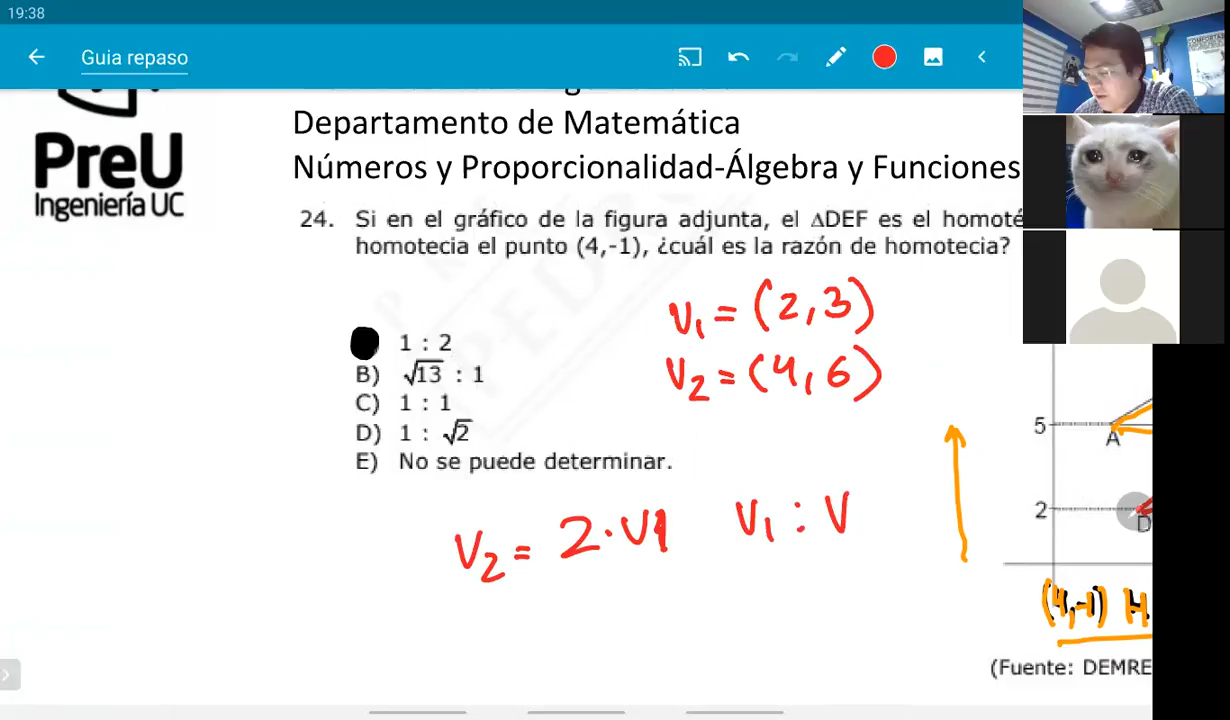 19:38
Guia repaso
PreU
Ingeniería UC
Departamento de Matemática
Números y Proporcionalidad-Álgebra y Funciones
24. Si en el gráfico de la figura adjunta, el ∆DEF es el homoté
homotecia el punto (4,-1), ¿cuál es la razón de homotecia?
1 : 2
B) √13 : 1
C) 1 : 1
D) 1 : √2
E) No se puede determinar.
V1 = (2,3)
V2 = (4,6)
V2 = 2·V1
V1 : V
5
A
2
D
(4,-1) H
(Fuente: DEMRE